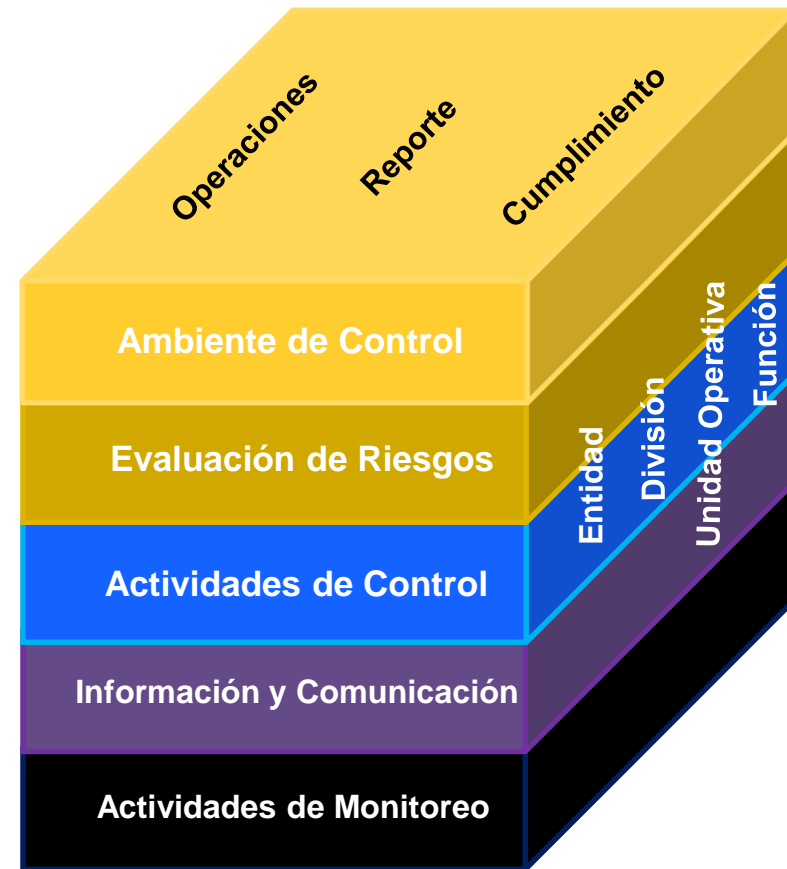 Operaciones
Reporte
Cumplimiento
Ambiente de Control
Evaluación de Riesgos
Actividades de Control
Información y Comunicación
Actividades de Monitoreo
Entidad
División
Unidad Operativa
Función